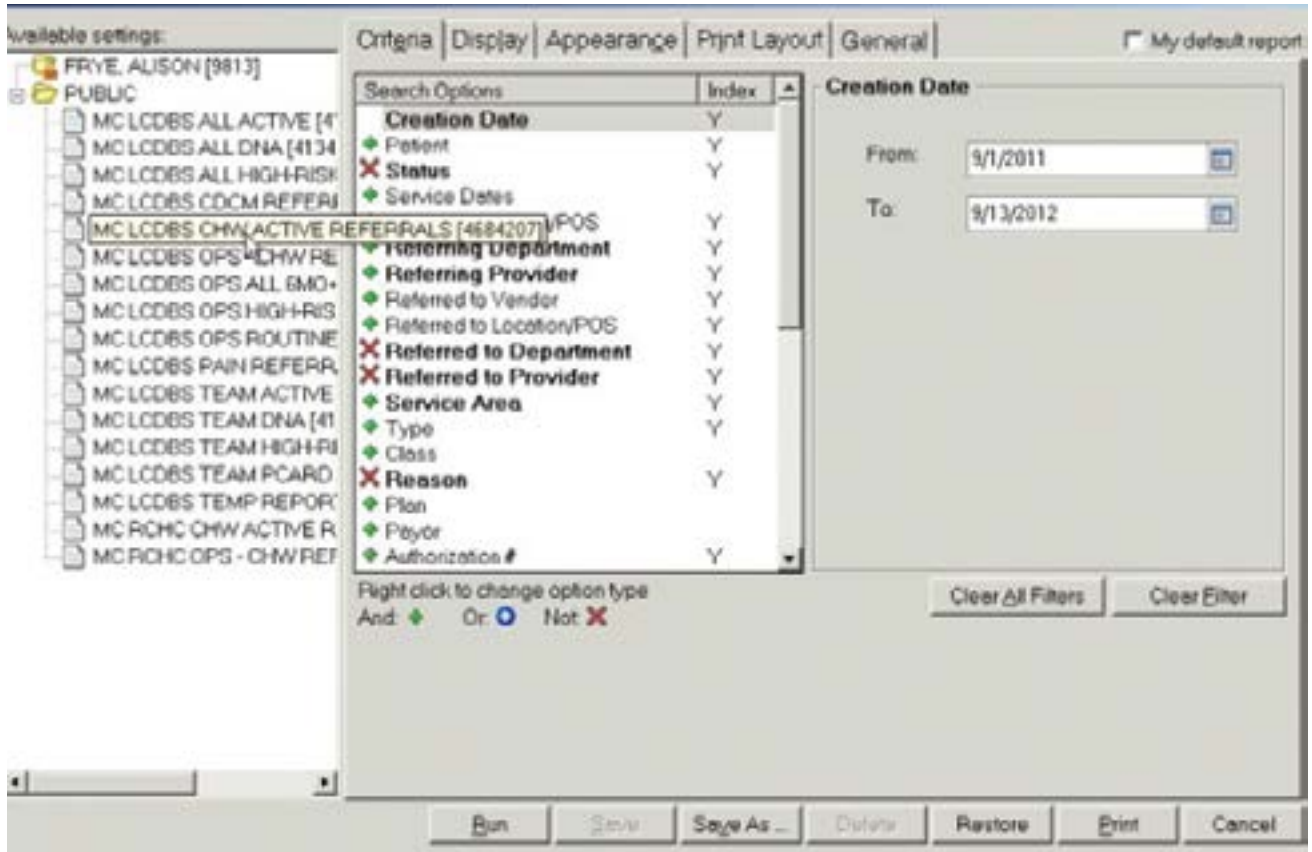 Available settings:
FRYE, ALISON [9813]
PUBLIC
MC LCDBS ALL ACTIVE [4
MC LCDBS ALL DNA [4134
MC LCDBS ALL HIGH-RISK
MC LCDBS CDCM REFERI
MC LCDBS CHW ACTIVE REFERRALS [4684207]
MC LCDBS OPS - CHW RE
MC LCDBS OPS ALL 6MO+
MC LCDBS OPS HIGH-RIS
MC LCDBS OPS ROUTINE
MC LCDBS PAIN REFERR
MC LCDBS TEAM ACTIVE
MC LCDBS TEAM DNA [41
MC LCDBS TEAM HIGH-RI
MC LCDBS TEAM PCARD
MC LCDBS TEMP REPOR
MC RCHC CHW ACTIVE R
MC RCHC OPS - CHW REF
Criteria Display Appearance Print Layout General
My default report
Search Options Index
Creation Date Y
Patient Y
Status Y
Service Dates
/POS Y
Referring Department Y
Referring Provider Y
Referred to Vendor Y
Referred to Location/POS Y
Referred to Department Y
Referred to Provider Y
Service Area Y
Type Y
Class
Reason Y
Plan
Payor
Authorization # Y
Right click to change option type
And: Or: Not:
Creation Date
From: 9/1/2011
To: 9/13/2012
Clear All Filters Clear Filter
Run Save Save As ... Delete Restore Print Cancel